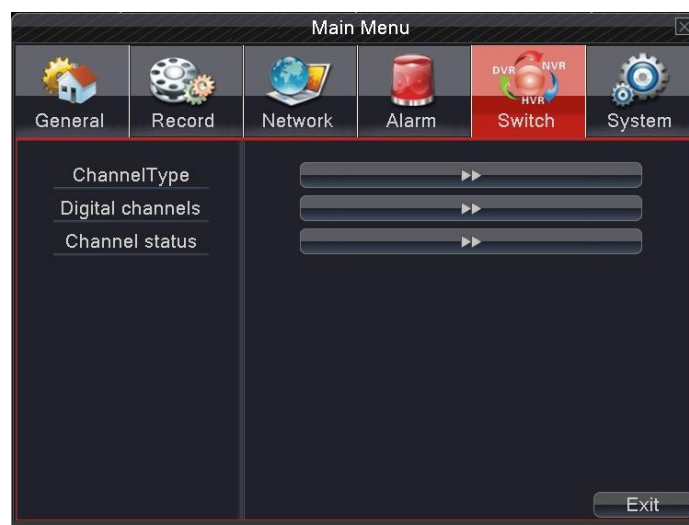 Main Menu
DVR NVR
HVR
General Record Network Alarm Switch System
ChannelType
Digital channels
Channel status
Exit